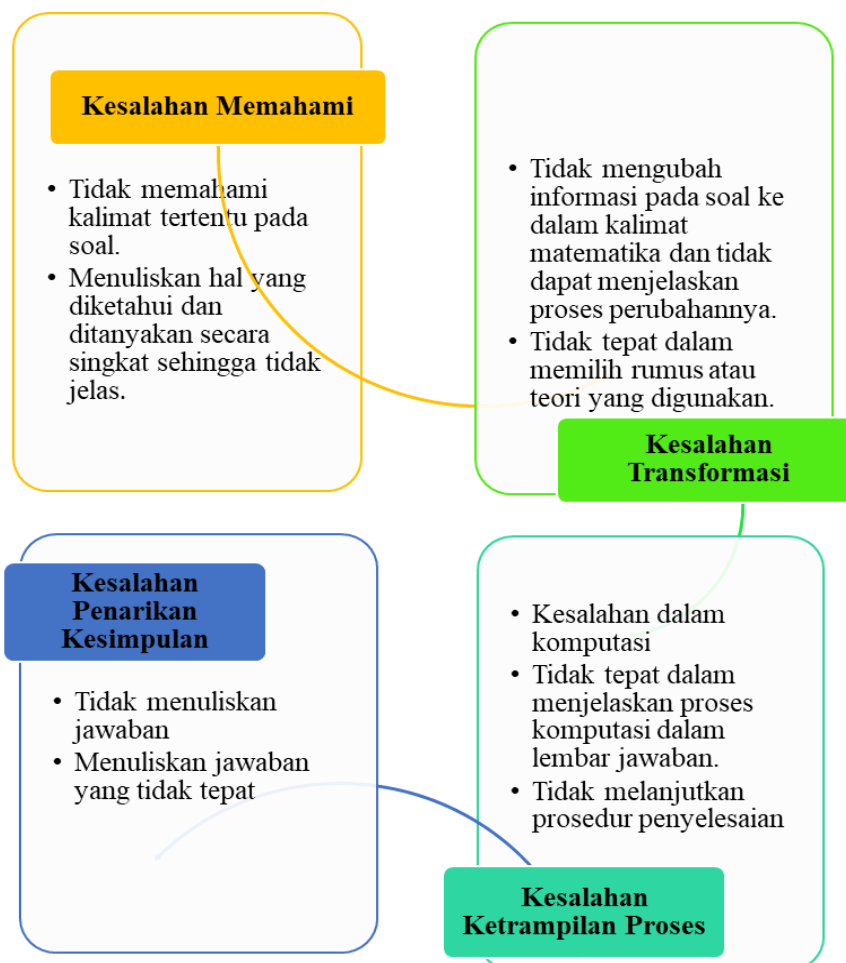 Kesalahan Memahami
• Tidak memahami
kalimat tertentu pada
soal.
• Menuliskan hal yang
diketahui dan
ditanyakan secara
singkat sehingga tidak
jelas.
• Tidak mengubah
informasi pada soal ke
dalam kalimat
matematika dan tidak
dapat menjelaskan
proses perubahannya.
• Tidak tepat dalam
memilih rumus atau
teori yang digunakan.
Kesalahan
Transformasi
• Kesalahan dalam
komputasi
• Tidak tepat dalam
menjelaskan proses
komputasi dalam
lembar jawaban.
• Tidak melanjutkan
prosedur penyelesaian
Kesalahan
Ketrampilan Proses
Kesalahan
Penarikan
Kesimpulan
• Tidak menuliskan
jawaban
• Menuliskan jawaban
yang tidak tepat